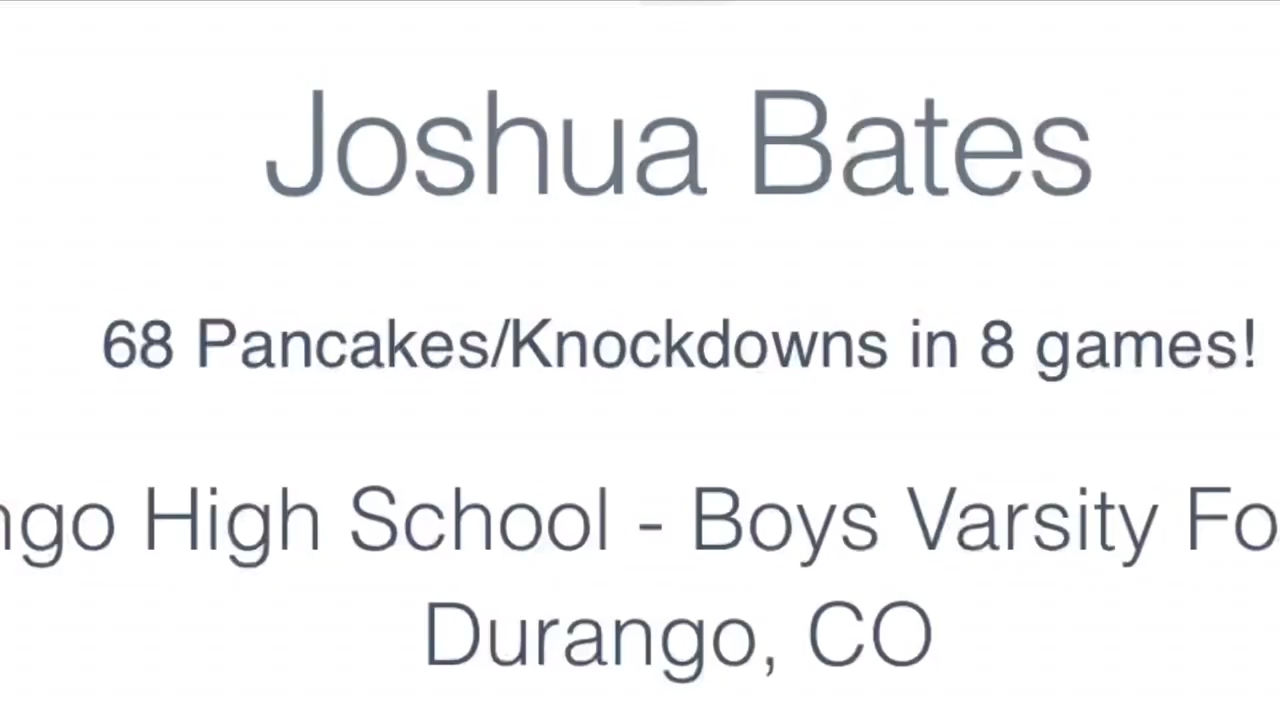 Joshua Bates
68 Pancakes/Knockdowns in 8 games!
ngo High School - Boys Varsity Fo
Durango, CO